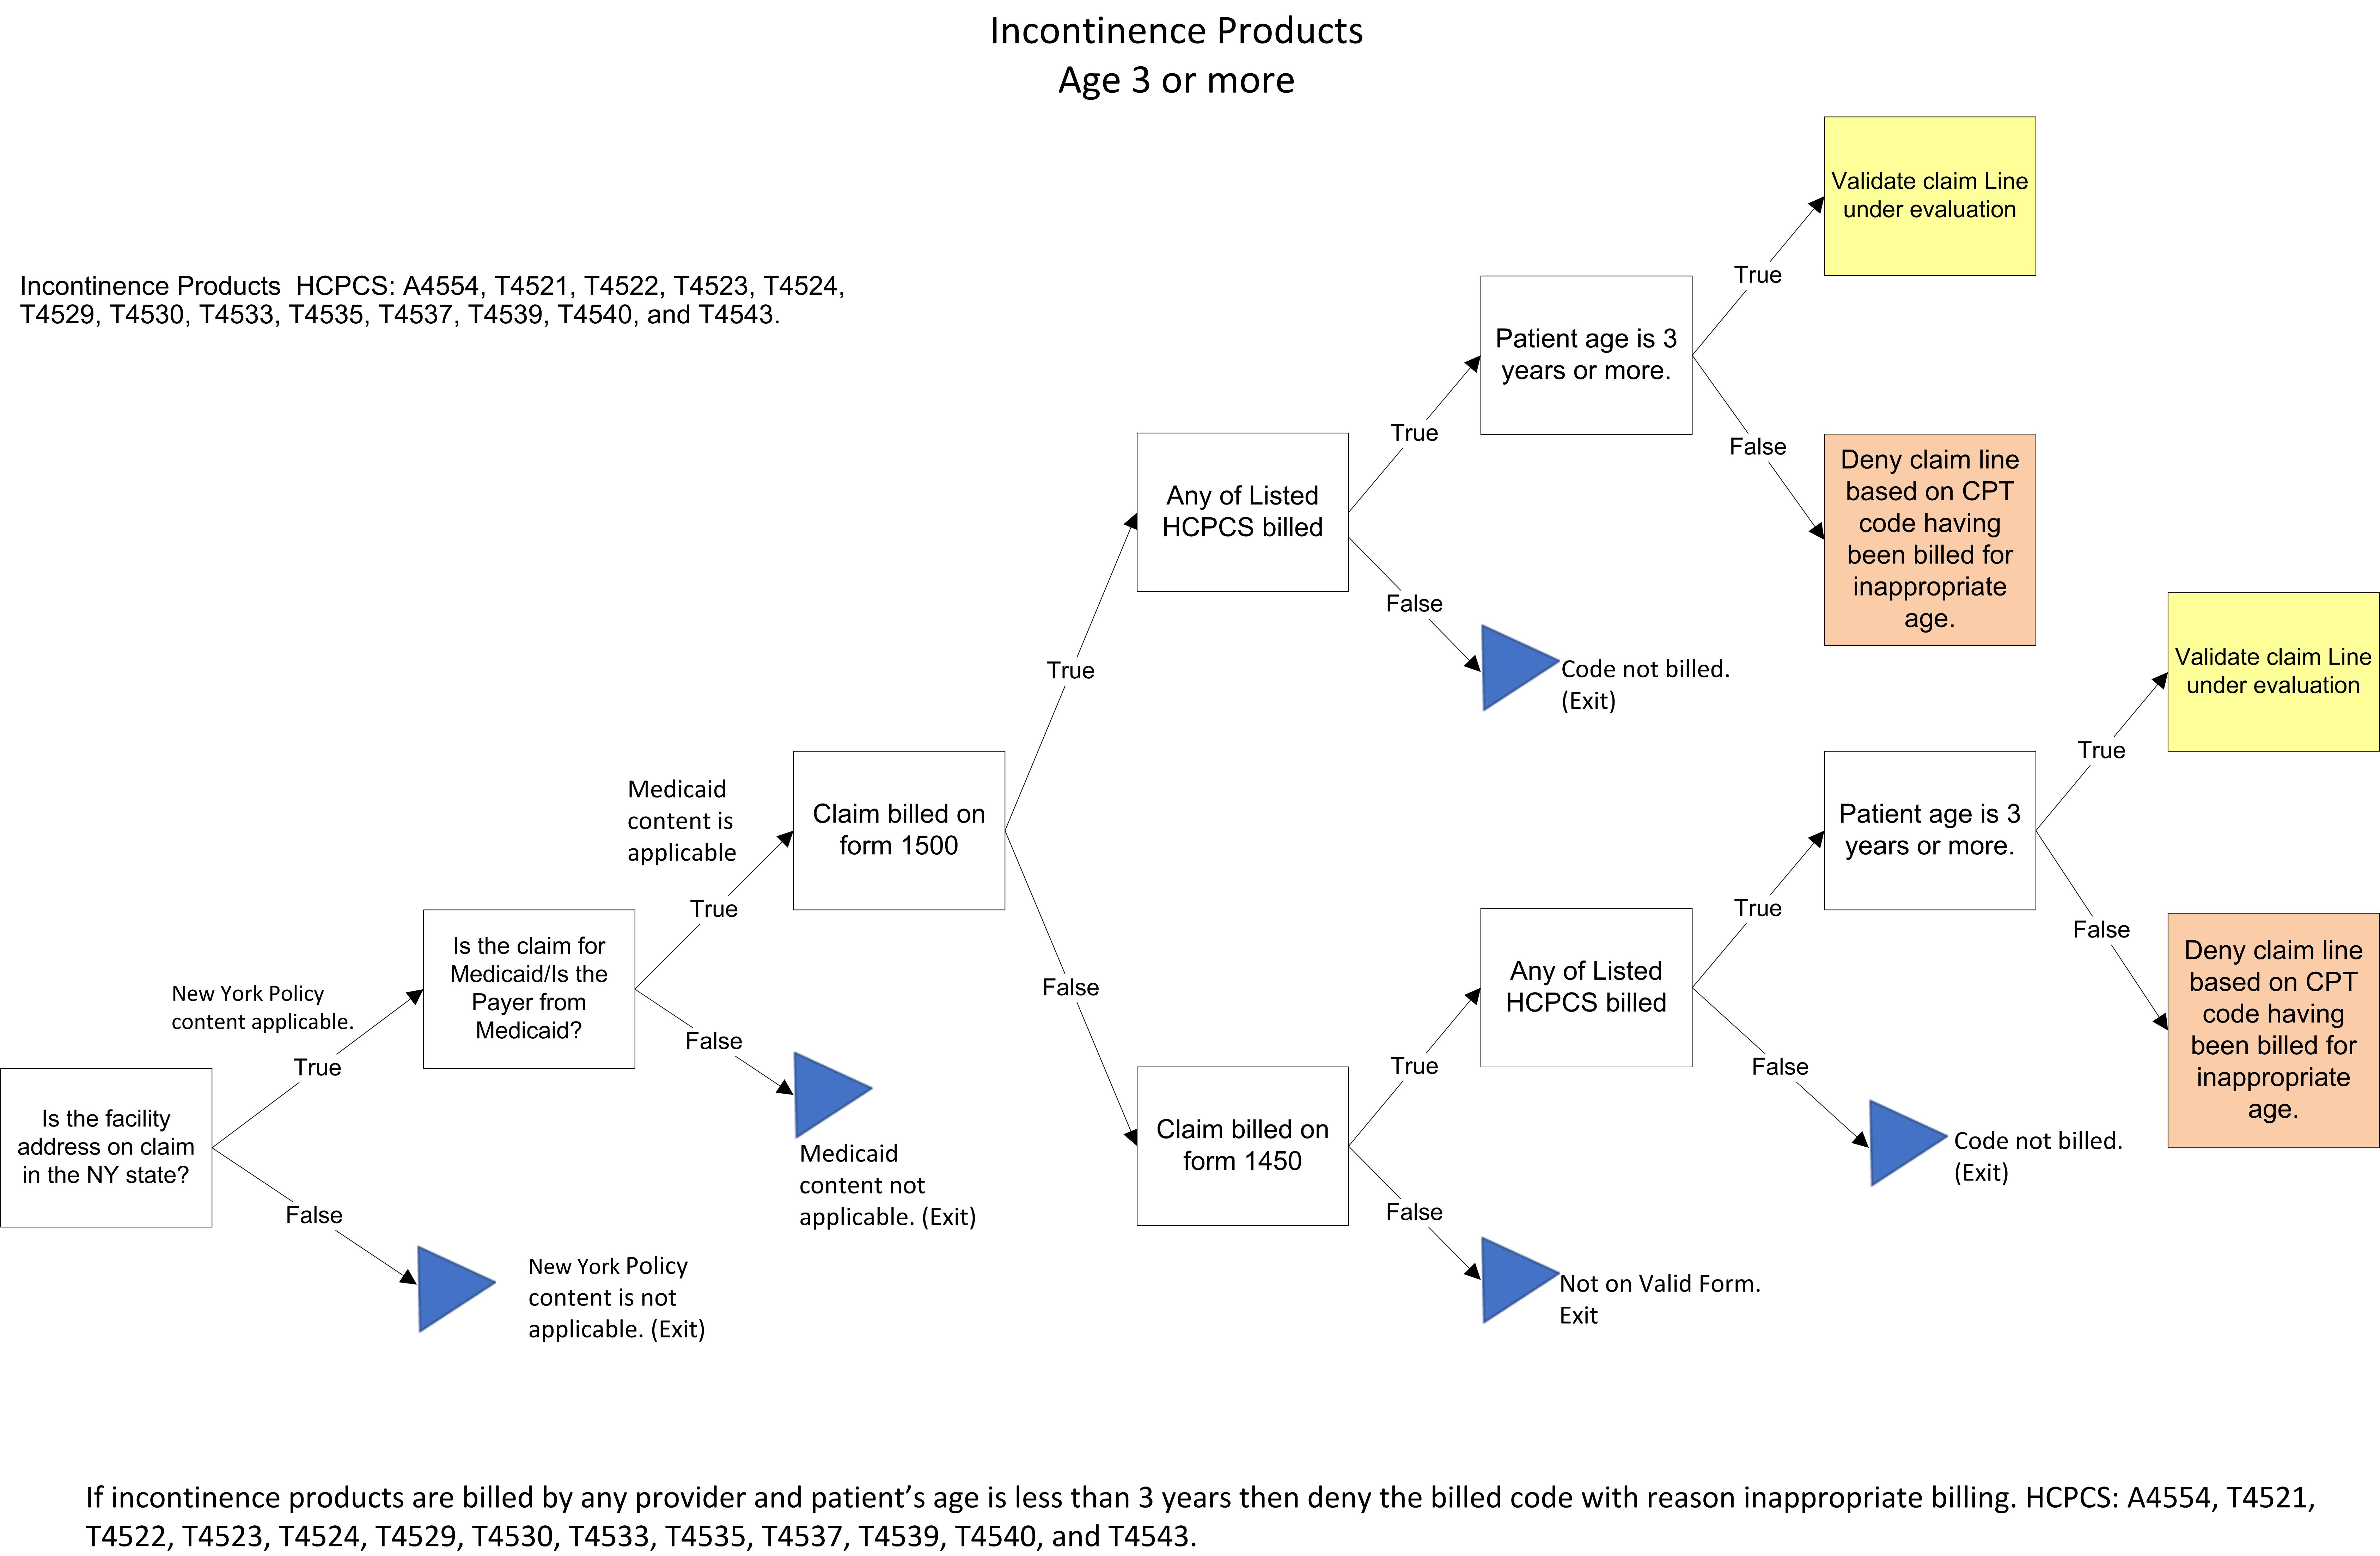 Incontinence Products
Age 3 or more
Incontinence Products  HCPCS: A4554, T4521, T4522, T4523, T4524,
T4529, T4530, T4533, T4535, T4537, T4539, T4540, and T4543.
Is the facility
address on claim
in the NY state?
New York Policy
content applicable.
True
False
New York Policy
content is not
applicable. (Exit)
Is the claim for
Medicaid/Is the
Payer from
Medicaid?
Medicaid
content is
applicable
True
False
Medicaid
content not
applicable. (Exit)
Claim billed on
form 1500
True
False
Any of Listed
HCPCS billed
True
False
Code not billed.
(Exit)
Patient age is 3
years or more.
True
False
Validate claim Line
under evaluation
Deny claim line
based on CPT
code having
been billed for
inappropriate
age.
Claim billed on
form 1450
True
False
Not on Valid Form.
Exit
Any of Listed
HCPCS billed
True
False
Code not billed.
(Exit)
Patient age is 3
years or more.
True
False
Validate claim Line
under evaluation
Deny claim line
based on CPT
code having
been billed for
inappropriate
age.
If incontinence products are billed by any provider and patient’s age is less than 3 years then deny the billed code with reason inappropriate billing. HCPCS: A4554, T4521,
T4522, T4523, T4524, T4529, T4530, T4533, T4535, T4537, T4539, T4540, and T4543.